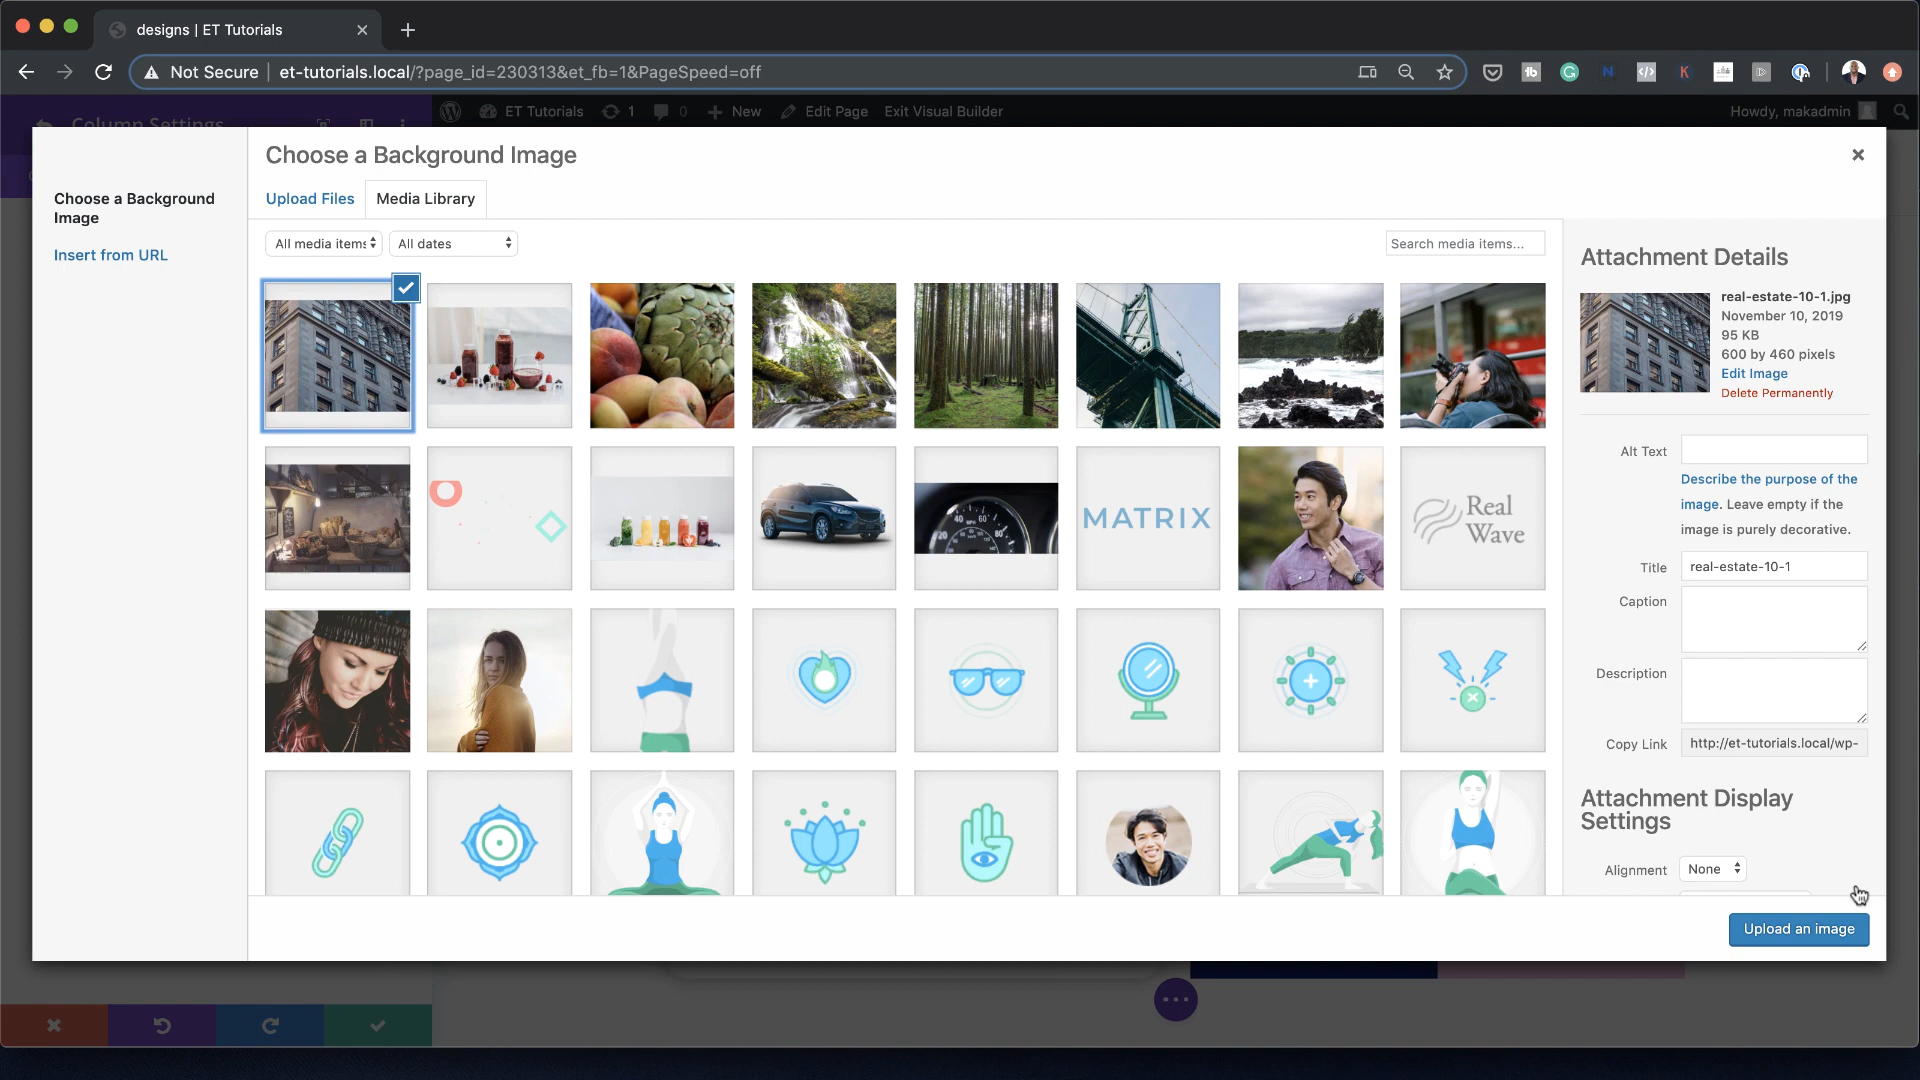 designs | ET Tutorials
Not Secure
et-tutorials.local/?page_id=230313&et_fb=1&PageSpeed=off
Column Settings
ET Tutorials
1
0
New
Edit Page
Exit Visual Builder
Howdy, makadmin
Choose a Background Image
Choose a Background
Image
Insert from URL
Upload Files
Media Library
All media items
All dates
Search media items...
MATRIX
Real
Wave
Attachment Details
real-estate-10-1.jpg
November 10, 2019
95 KB
600 by 460 pixels
Edit Image
Delete Permanently
Alt Text
Describe the purpose of the
image. Leave empty if the
image is purely decorative.
Title
real-estate-10-1
Caption
Description
Copy Link
http://et-tutorials.local/wp-
Attachment Display
Settings
Alignment
None
Upload an image